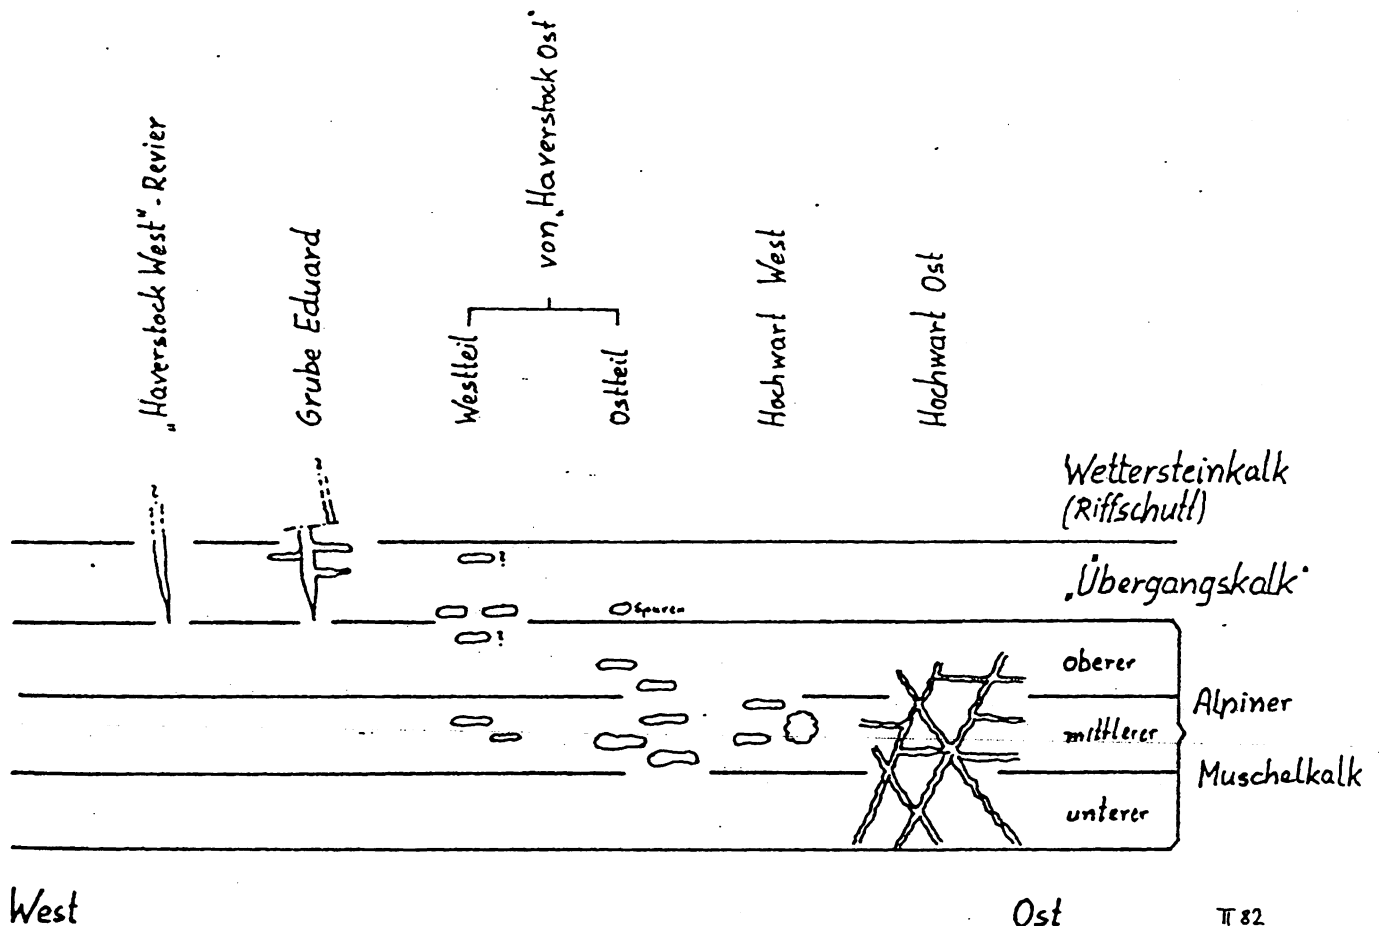 „Haverstock West"-Revier
Grube Eduard
von „Haverstock Ost"
Westteil
Ostteil
Hochwart West
Hochwart Ost
Wettersteinkalk
(Riffschutt)
„Übergangskalk"
?
Spuren
?
oberer
Alpiner
mittlerer
Muschelkalk
unterer
West
Ost